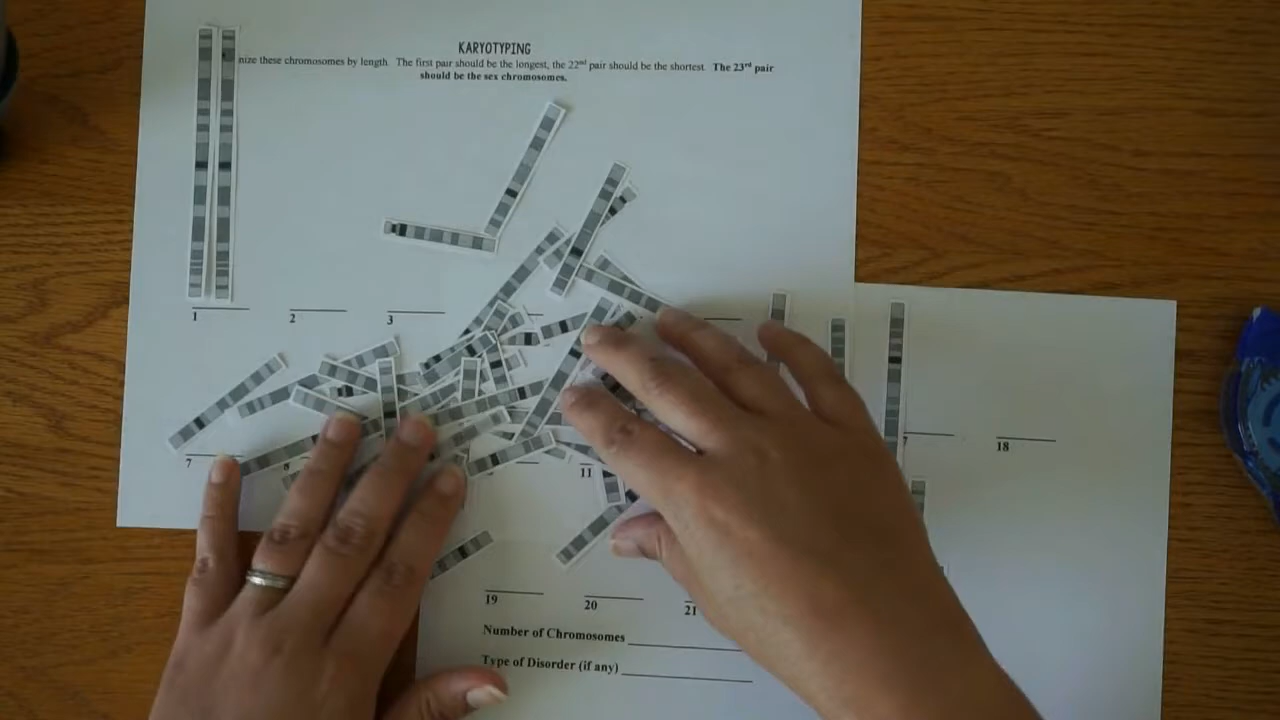 KARYOTYPING
nize these chromosomes by length. The first pair should be the longest, the 22nd pair should be the shortest. The 23rd pair
should be the sex chromosomes.
1 2 3
7 8 11
7 18
19 20 21
Number of Chromosomes
Type of Disorder (if any)